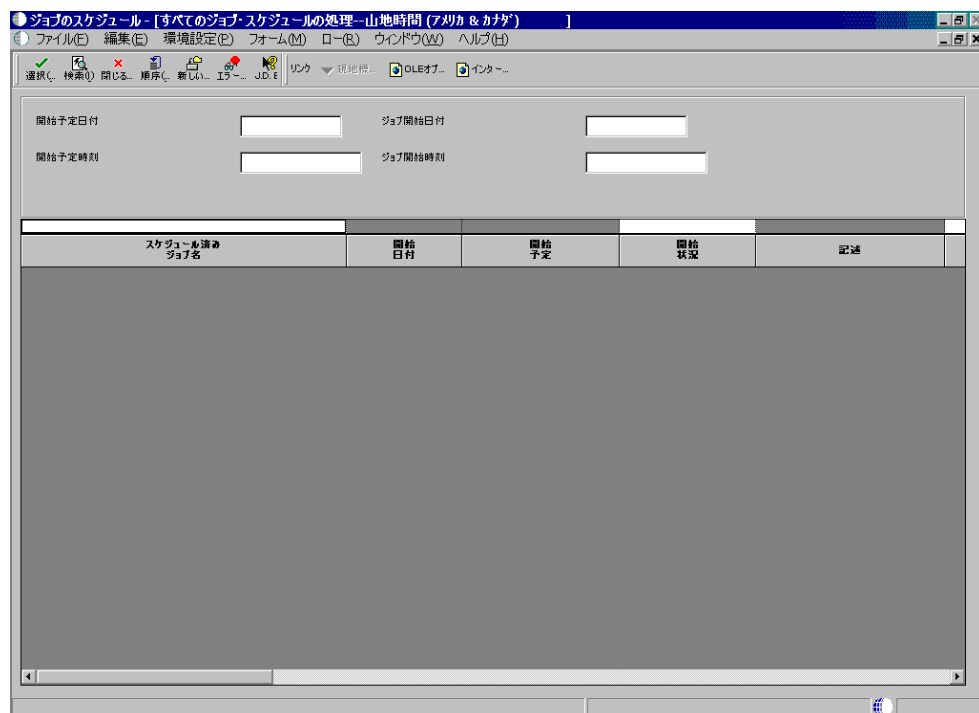 ジョブのスケジュール - [すべてのジョブ・スケジュールの処理--山地時間 (アメリカ & カナダ) ]
ファイル(F) 編集(E) 環境設定(P) フォーム(M) ロー(R) ウィンドウ(W) ヘルプ(H)
選択(.. 検索(I) 閉じる... 順序(.. 新しい... エラー... J.D. E リンク 現地標... OLEオブ... インター...
開始予定日付 ジョブ開始日付
開始予定時刻 ジョブ開始時刻
スケジュール済み
ジョブ名
開始
日付
開始
予定
開始
状況
記述